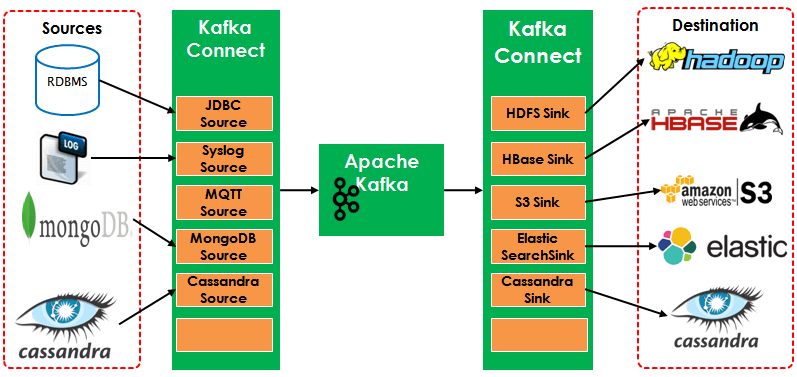 Sources
RDBMS
LOG
mongoDB
cassandra
Kafka
Connect
JDBC
Source
Syslog
Source
MQTT
Source
MongoDB
Source
Cassandra
Source
Apache
Kafka
Kafka
Connect
HDFS Sink
HBase Sink
S3 Sink
Elastic
SearchSink
Cassandra
Sink
Destination
hadoop
APACHE
HBASE
amazon
web services™
S3
elastic
cassandra